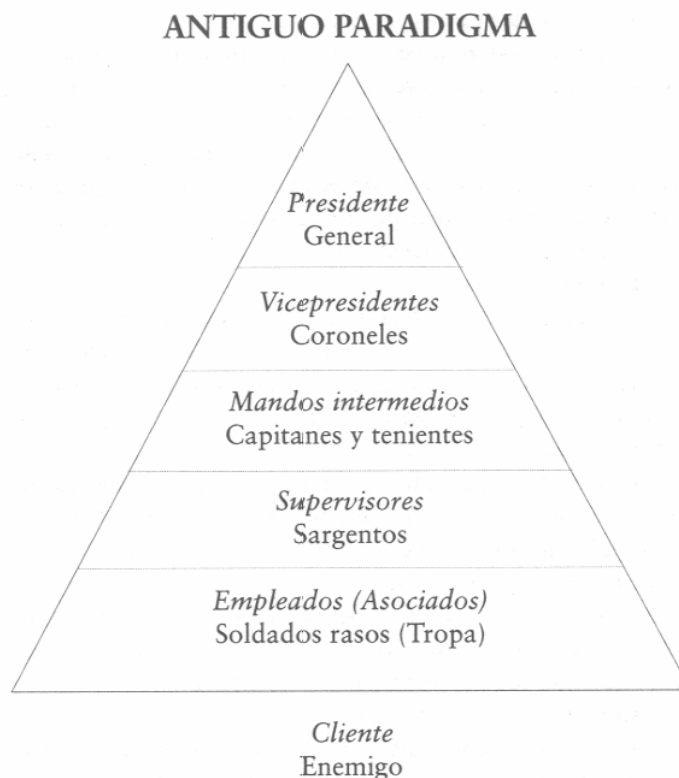 ANTIGUO PARADIGMA
Presidente
General
Vicepresidentes
Coroneles
Mandos intermedios
Capitanes y tenientes
Supervisores
Sargentos
Empleados (Asociados)
Soldados rasos (Tropa)
Cliente
Enemigo